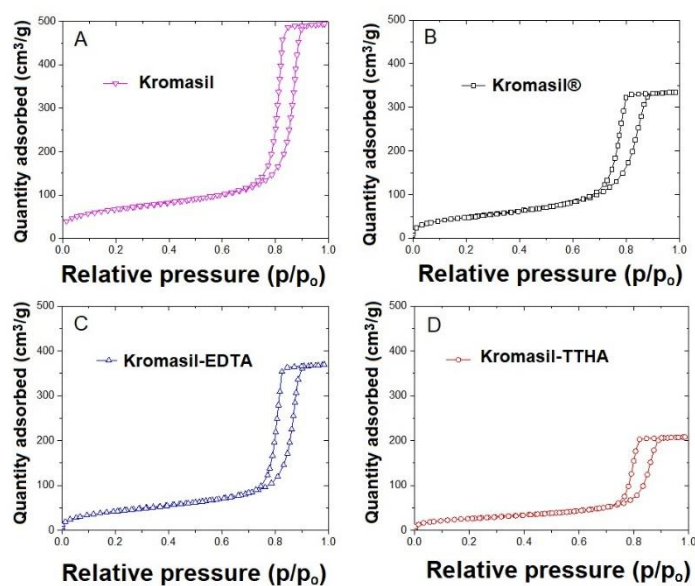 A
Kromasil
Quantity adsorbed (cm³/g)
500
400
300
200
100
0
0.0 0.2 0.4 0.6 0.8 1.0
Relative pressure (p/pₒ)
B
Kromasil®
Quantity adsorbed (cm³/g)
500
400
300
200
100
0
0.0 0.2 0.4 0.6 0.8 1.0
Relative pressure (p/pₒ)
C
Kromasil-EDTA
Quantity adsorbed (cm³/g)
500
400
300
200
100
0
0.0 0.2 0.4 0.6 0.8 1.0
Relative pressure (p/pₒ)
D
Kromasil-TTHA
Quantity adsorbed (cm³/g)
500
400
300
200
100
0
0.0 0.2 0.4 0.6 0.8 1.0
Relative pressure (p/pₒ)